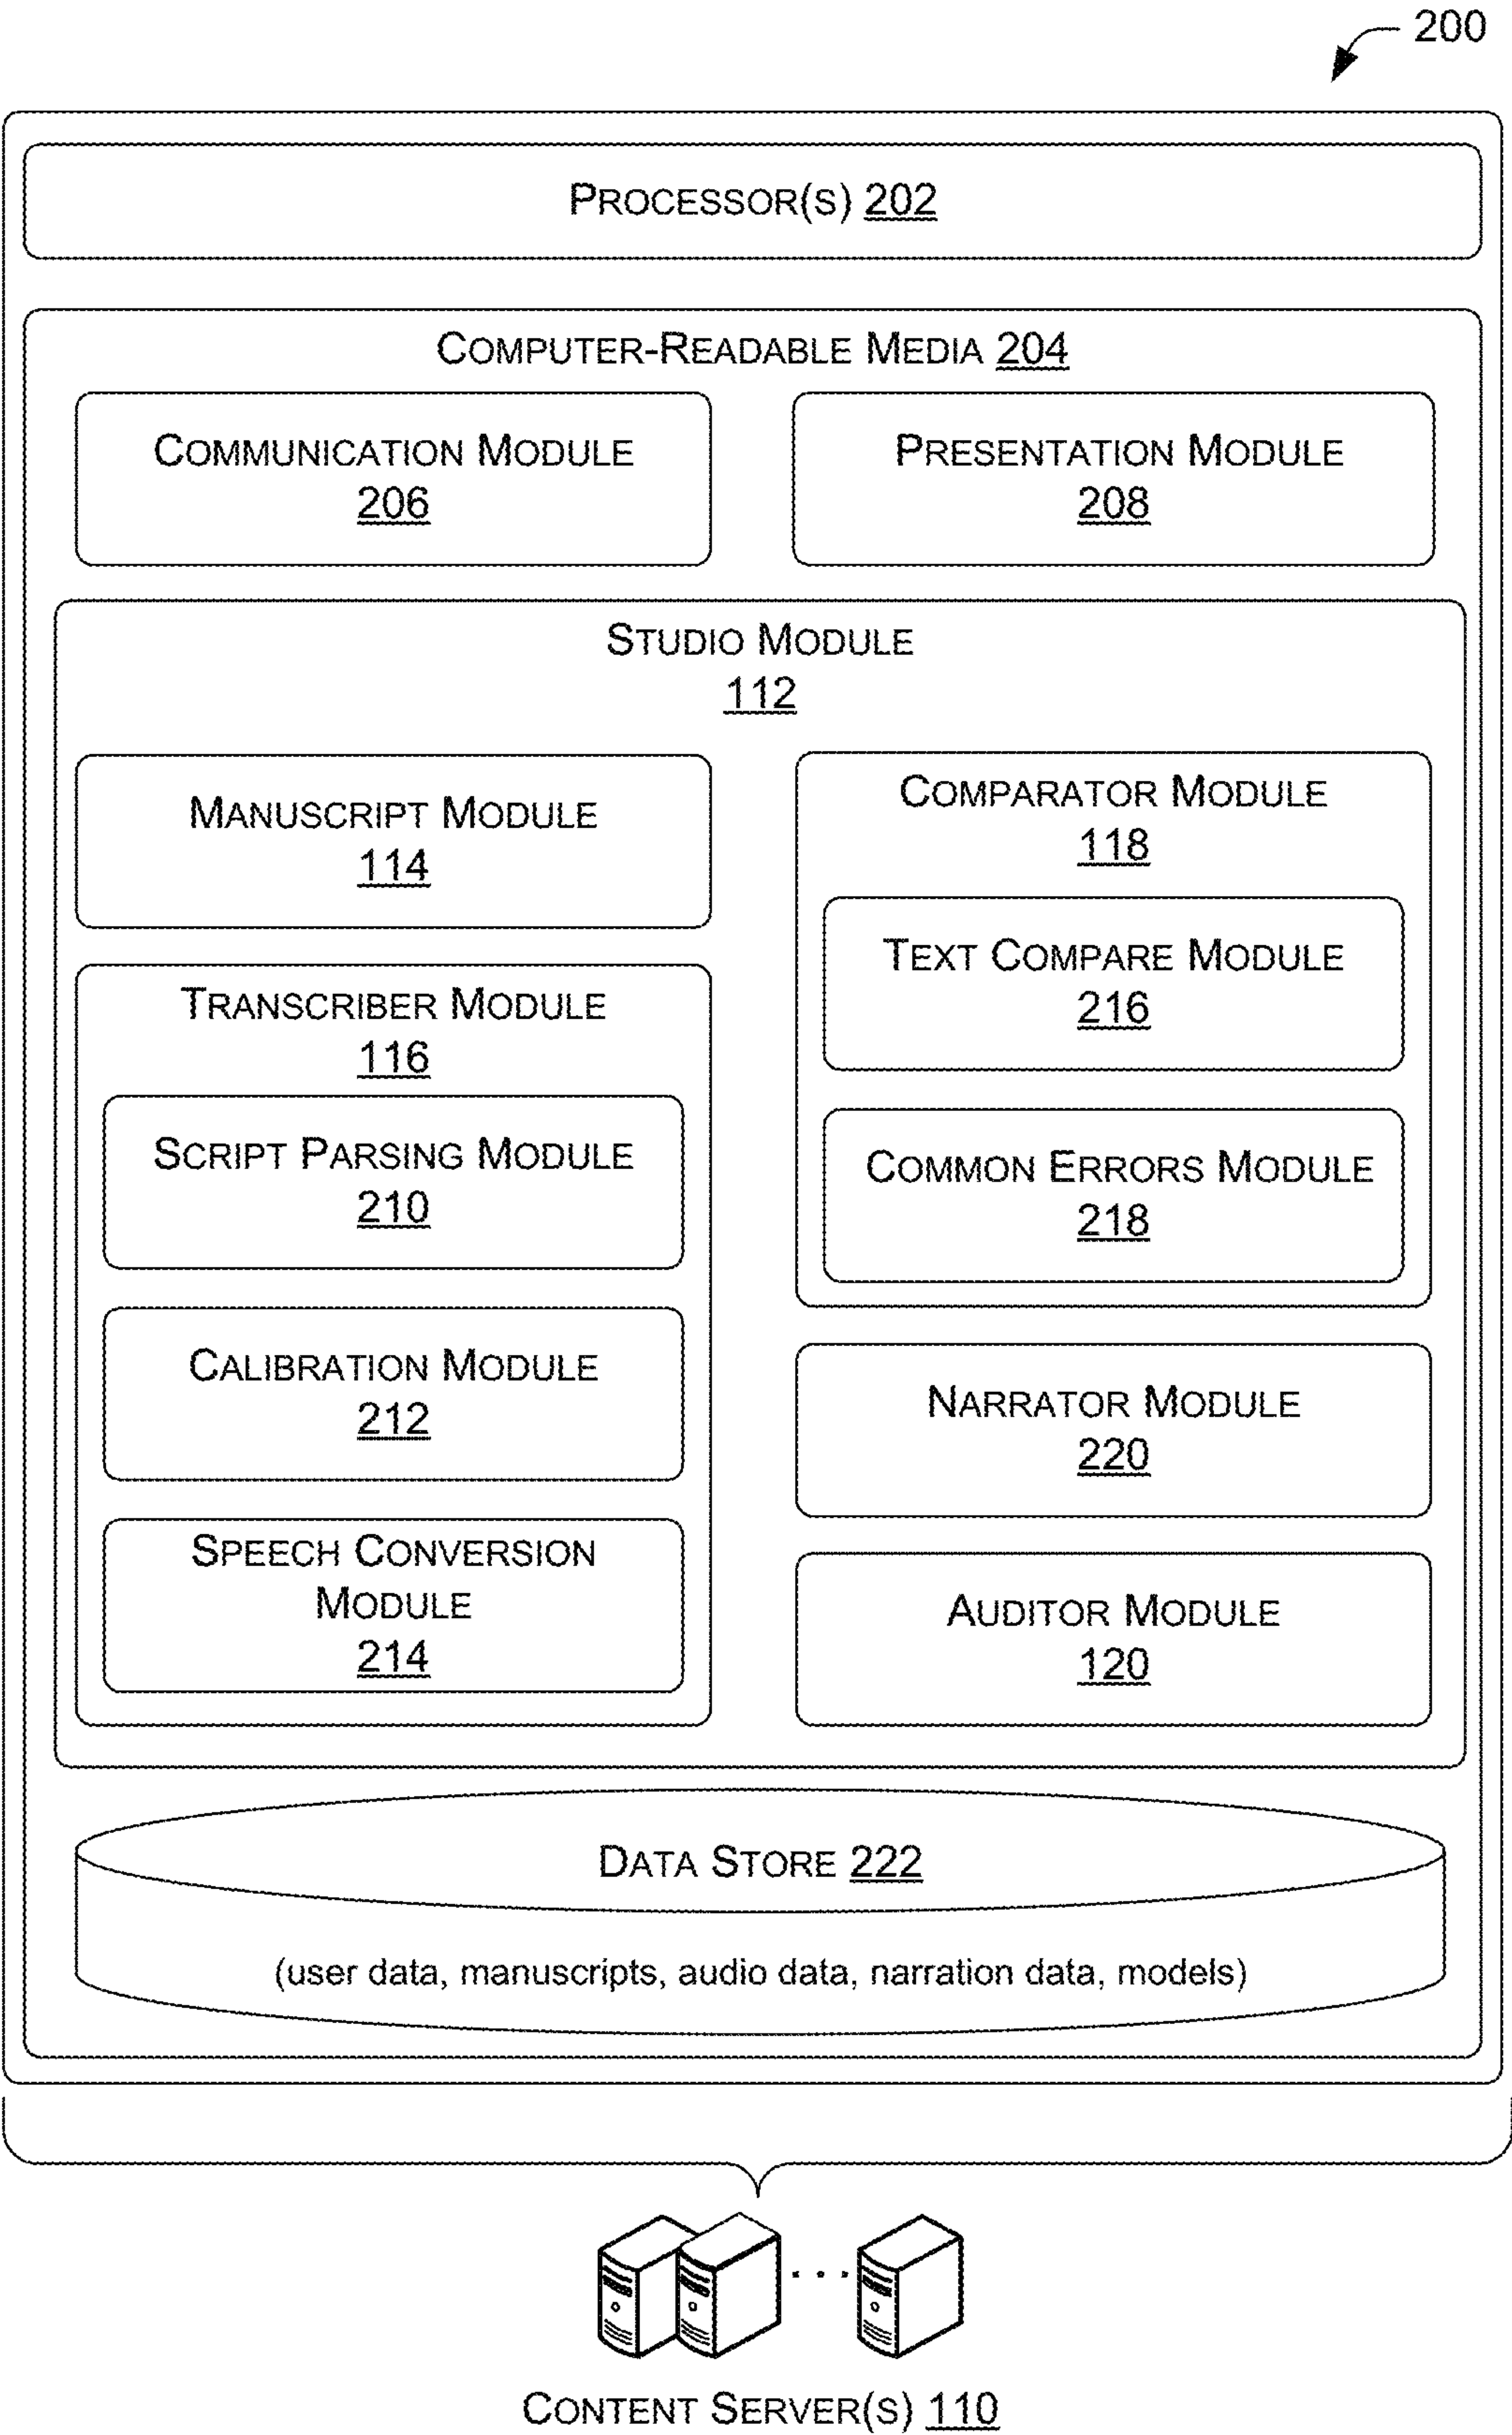 200
PROCESSOR(S) 202
COMPUTER-READABLE MEDIA 204
COMMUNICATION MODULE
206
PRESENTATION MODULE
208
STUDIO MODULE
112
MANUSCRIPT MODULE
114
TRANSCRIBER MODULE
116
SCRIPT PARSING MODULE
210
CALIBRATION MODULE
212
SPEECH CONVERSION
MODULE
214
COMPARATOR MODULE
118
TEXT COMPARE MODULE
216
COMMON ERRORS MODULE
218
NARRATOR MODULE
220
AUDITOR MODULE
120
DATA STORE 222
(user data, manuscripts, audio data, narration data, models)
CONTENT SERVER(S) 110